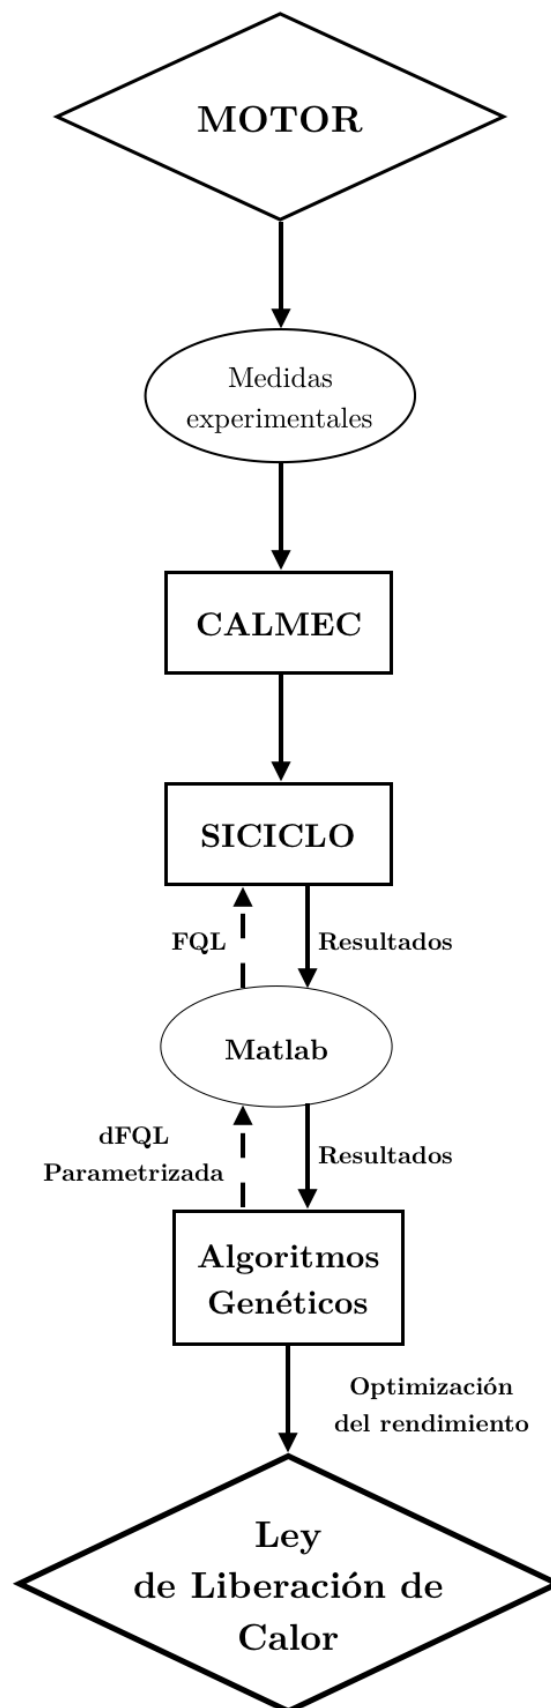 MOTOR
Medidas
experimentales
CALMEC
SICICLO
FQL
Resultados
Matlab
dFQL
Parametrizada
Resultados
Algoritmos
Genéticos
Optimización
del rendimiento
Ley
de Liberación de
Calor